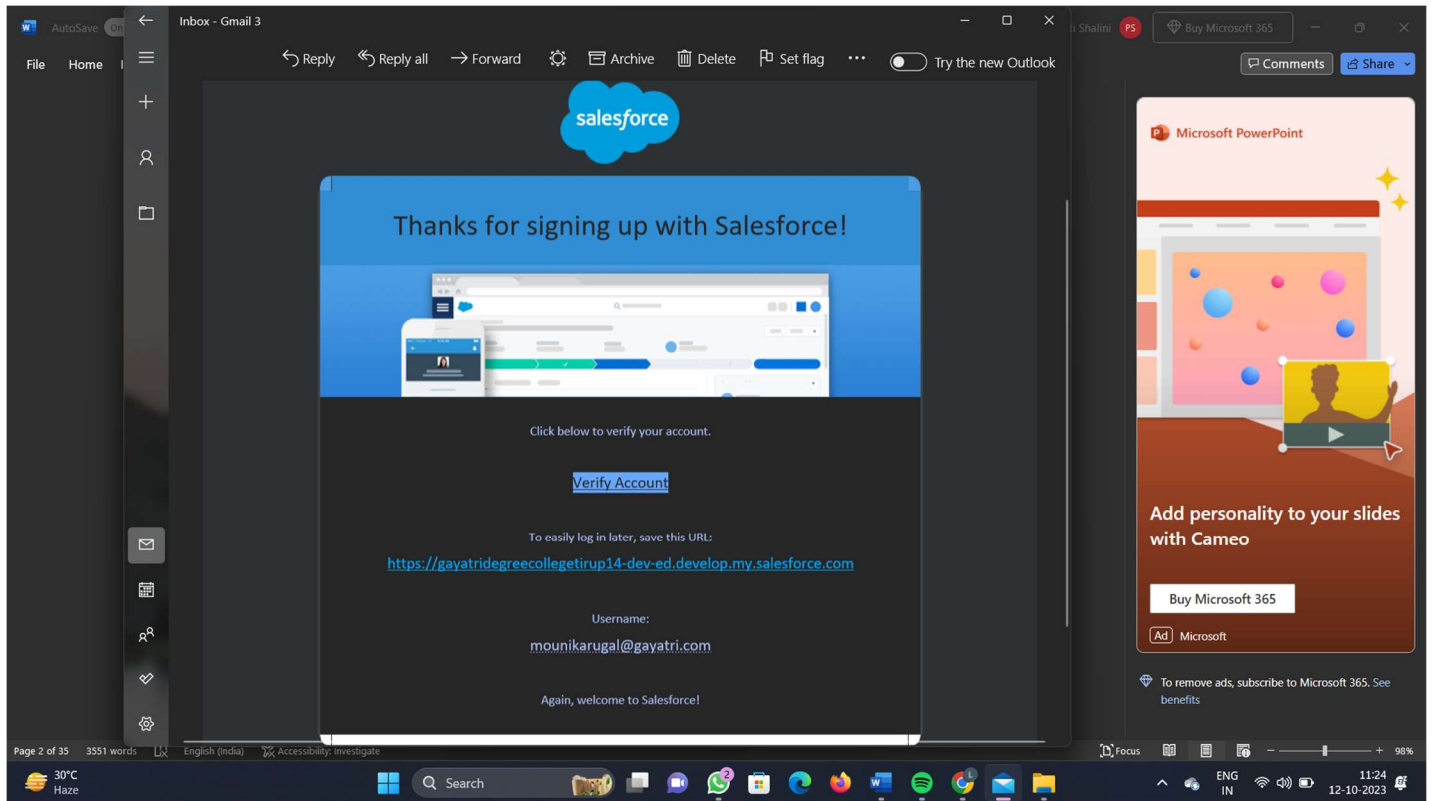 AutoSave On
Inbox - Gmail 3
Shalini PS
Buy Microsoft 365
File Home
Reply Reply all Forward Archive Delete Set flag Try the new Outlook
Comments Share
salesforce
Thanks for signing up with Salesforce!
Click below to verify your account.
Verify Account
To easily log in later, save this URL:
https://gayatridegreecollegetirup14-dev-ed.develop.my.salesforce.com
Username:
mounikarugal@gayatri.com
Again, welcome to Salesforce!
Microsoft PowerPoint
Add personality to your slides
with Cameo
Buy Microsoft 365
Ad Microsoft
To remove ads, subscribe to Microsoft 365. See
benefits
Page 2 of 35 3551 words English (India) Accessibility: Investigate Focus 98%
30°C
Haze
Search
2
L
ENG
IN
11:24
12-10-2023